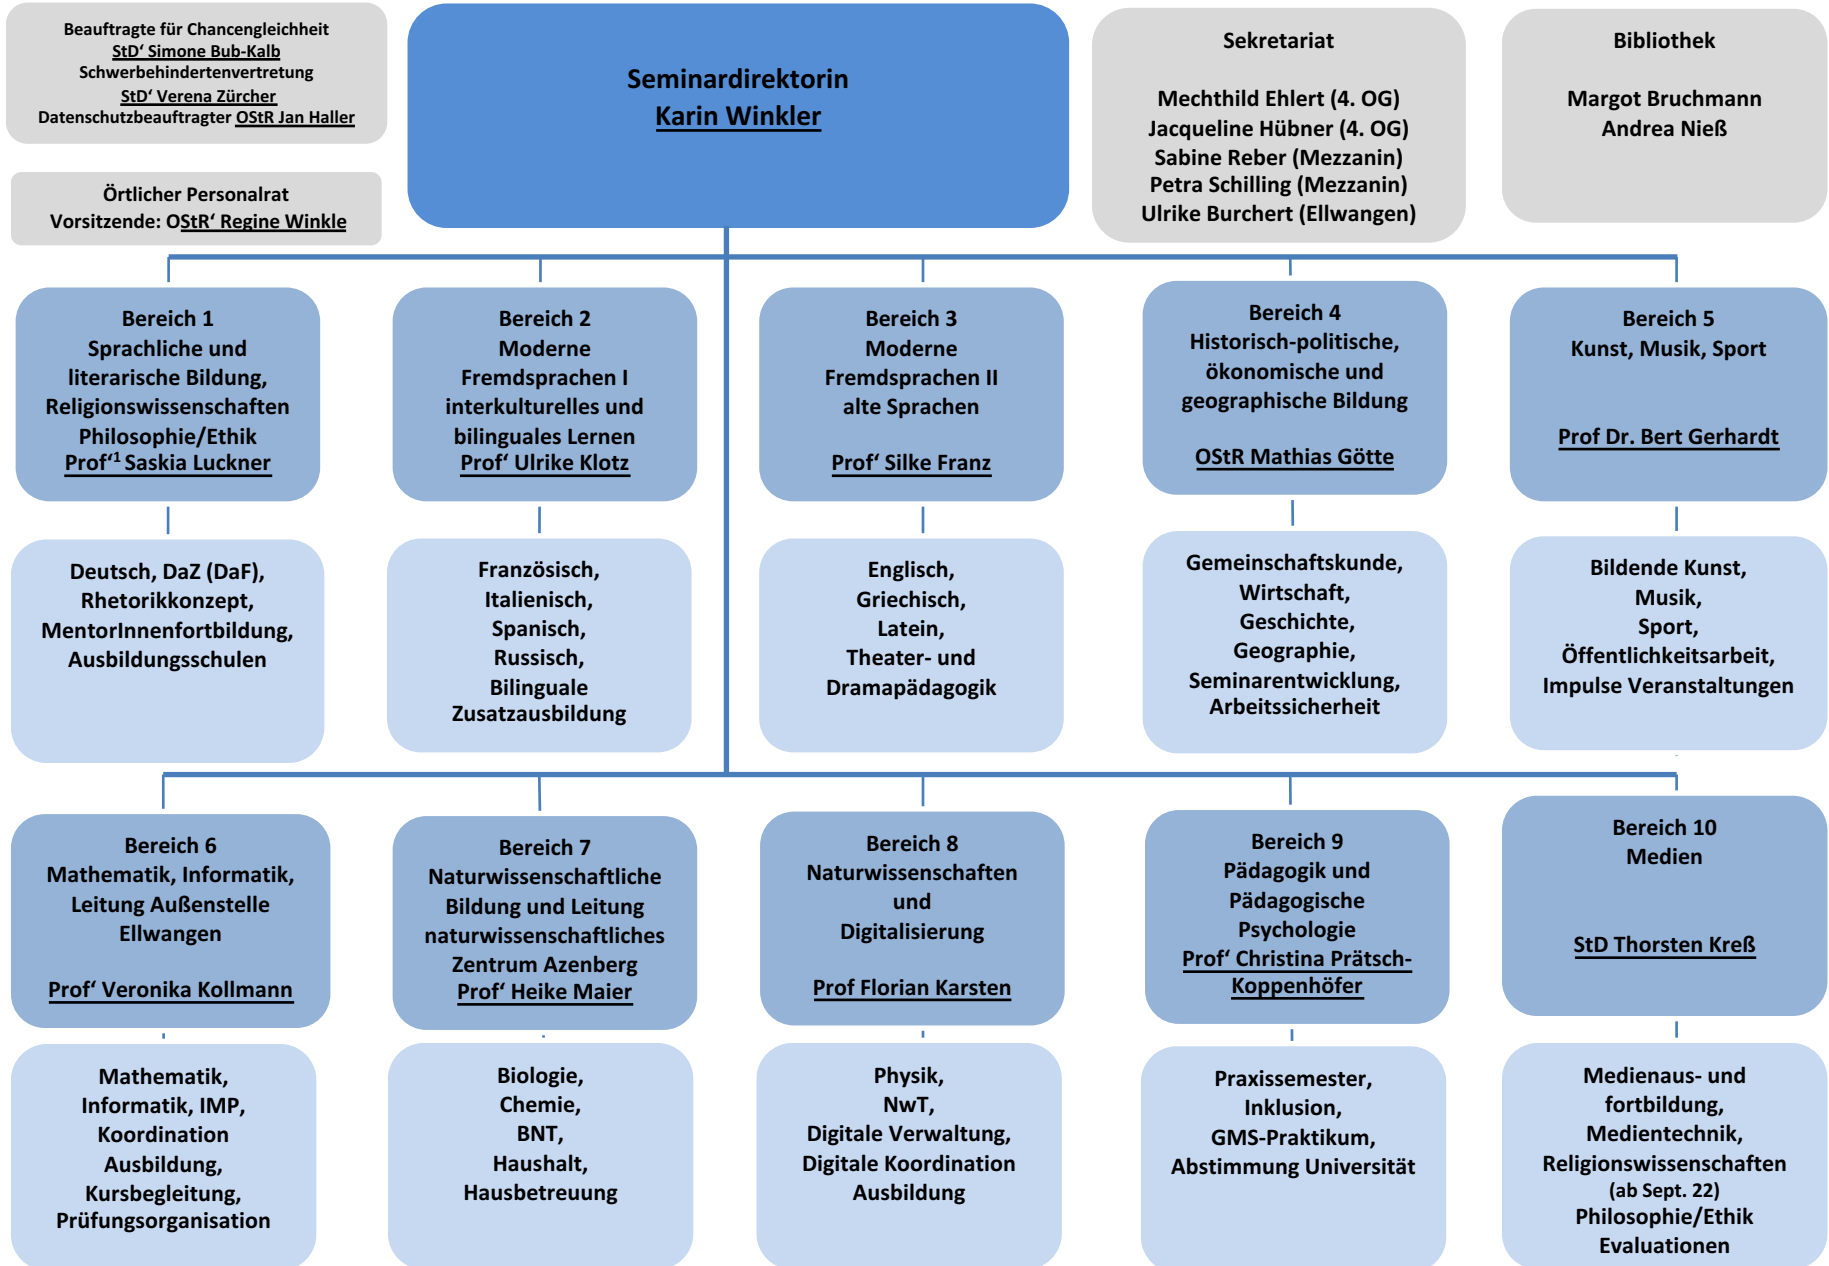 Beauftragte für Chancengleichheit
StD‘ Simone Bub-Kalb
Schwerbehindertenvertretung
StD‘ Verena Zürcher
Datenschutzbeauftragter OStR Jan Haller
Örtlicher Personalrat
Vorsitzende: OStR‘ Regine Winkle
Seminardirektorin
Karin Winkler
Sekretariat
Mechthild Ehlert (4. OG)
Jacqueline Hübner (4. OG)
Sabine Reber (Mezzanin)
Petra Schilling (Mezzanin)
Ulrike Burchert (Ellwangen)
Bibliothek
Margot Bruchmann
Andrea Nieß
Bereich 1
Sprachliche und
literarische Bildung,
Religionswissenschaften
Philosophie/Ethik
Prof‘¹ Saskia Luckner
Bereich 2
Moderne
Fremdsprachen I
interkulturelles und
bilinguales Lernen
Prof‘ Ulrike Klotz
Bereich 3
Moderne
Fremdsprachen II
alte Sprachen
Prof‘ Silke Franz
Bereich 4
Historisch-politische,
ökonomische und
geographische Bildung
OStR Mathias Götte
Bereich 5
Kunst, Musik, Sport
Prof Dr. Bert Gerhardt
Deutsch, DaZ (DaF),
Rhetorikkonzept,
MentorInnenfortbildung,
Ausbildungsschulen
Französisch,
Italienisch,
Spanisch,
Russisch,
Bilinguale
Zusatzausbildung
Englisch,
Griechisch,
Latein,
Theater- und
Dramapädagogik
Gemeinschaftskunde,
Wirtschaft,
Geschichte,
Geographie,
Seminarentwicklung,
Arbeitssicherheit
Bildende Kunst,
Musik,
Sport,
Öffentlichkeitsarbeit,
Impulse Veranstaltungen
Bereich 6
Mathematik, Informatik,
Leitung Außenstelle
Ellwangen
Prof‘ Veronika Kollmann
Bereich 7
Naturwissenschaftliche
Bildung und Leitung
naturwissenschaftliches
Zentrum Azenberg
Prof‘ Heike Maier
Bereich 8
Naturwissenschaften
und
Digitalisierung
Prof Florian Karsten
Bereich 9
Pädagogik und
Pädagogische
Psychologie
Prof‘ Christina Prätsch-
Koppenhöfer
Bereich 10
Medien
StD Thorsten Kreß
Mathematik,
Informatik, IMP,
Koordination
Ausbildung,
Kursbegleitung,
Prüfungsorganisation
Biologie,
Chemie,
BNT,
Haushalt,
Hausbetreuung
Physik,
NwT,
Digitale Verwaltung,
Digitale Koordination
Ausbildung
Praxissemester,
Inklusion,
GMS-Praktikum,
Abstimmung Universität
Medienaus- und
fortbildung,
Medientechnik,
Religionswissenschaften
(ab Sept. 22)
Philosophie/Ethik
Evaluationen